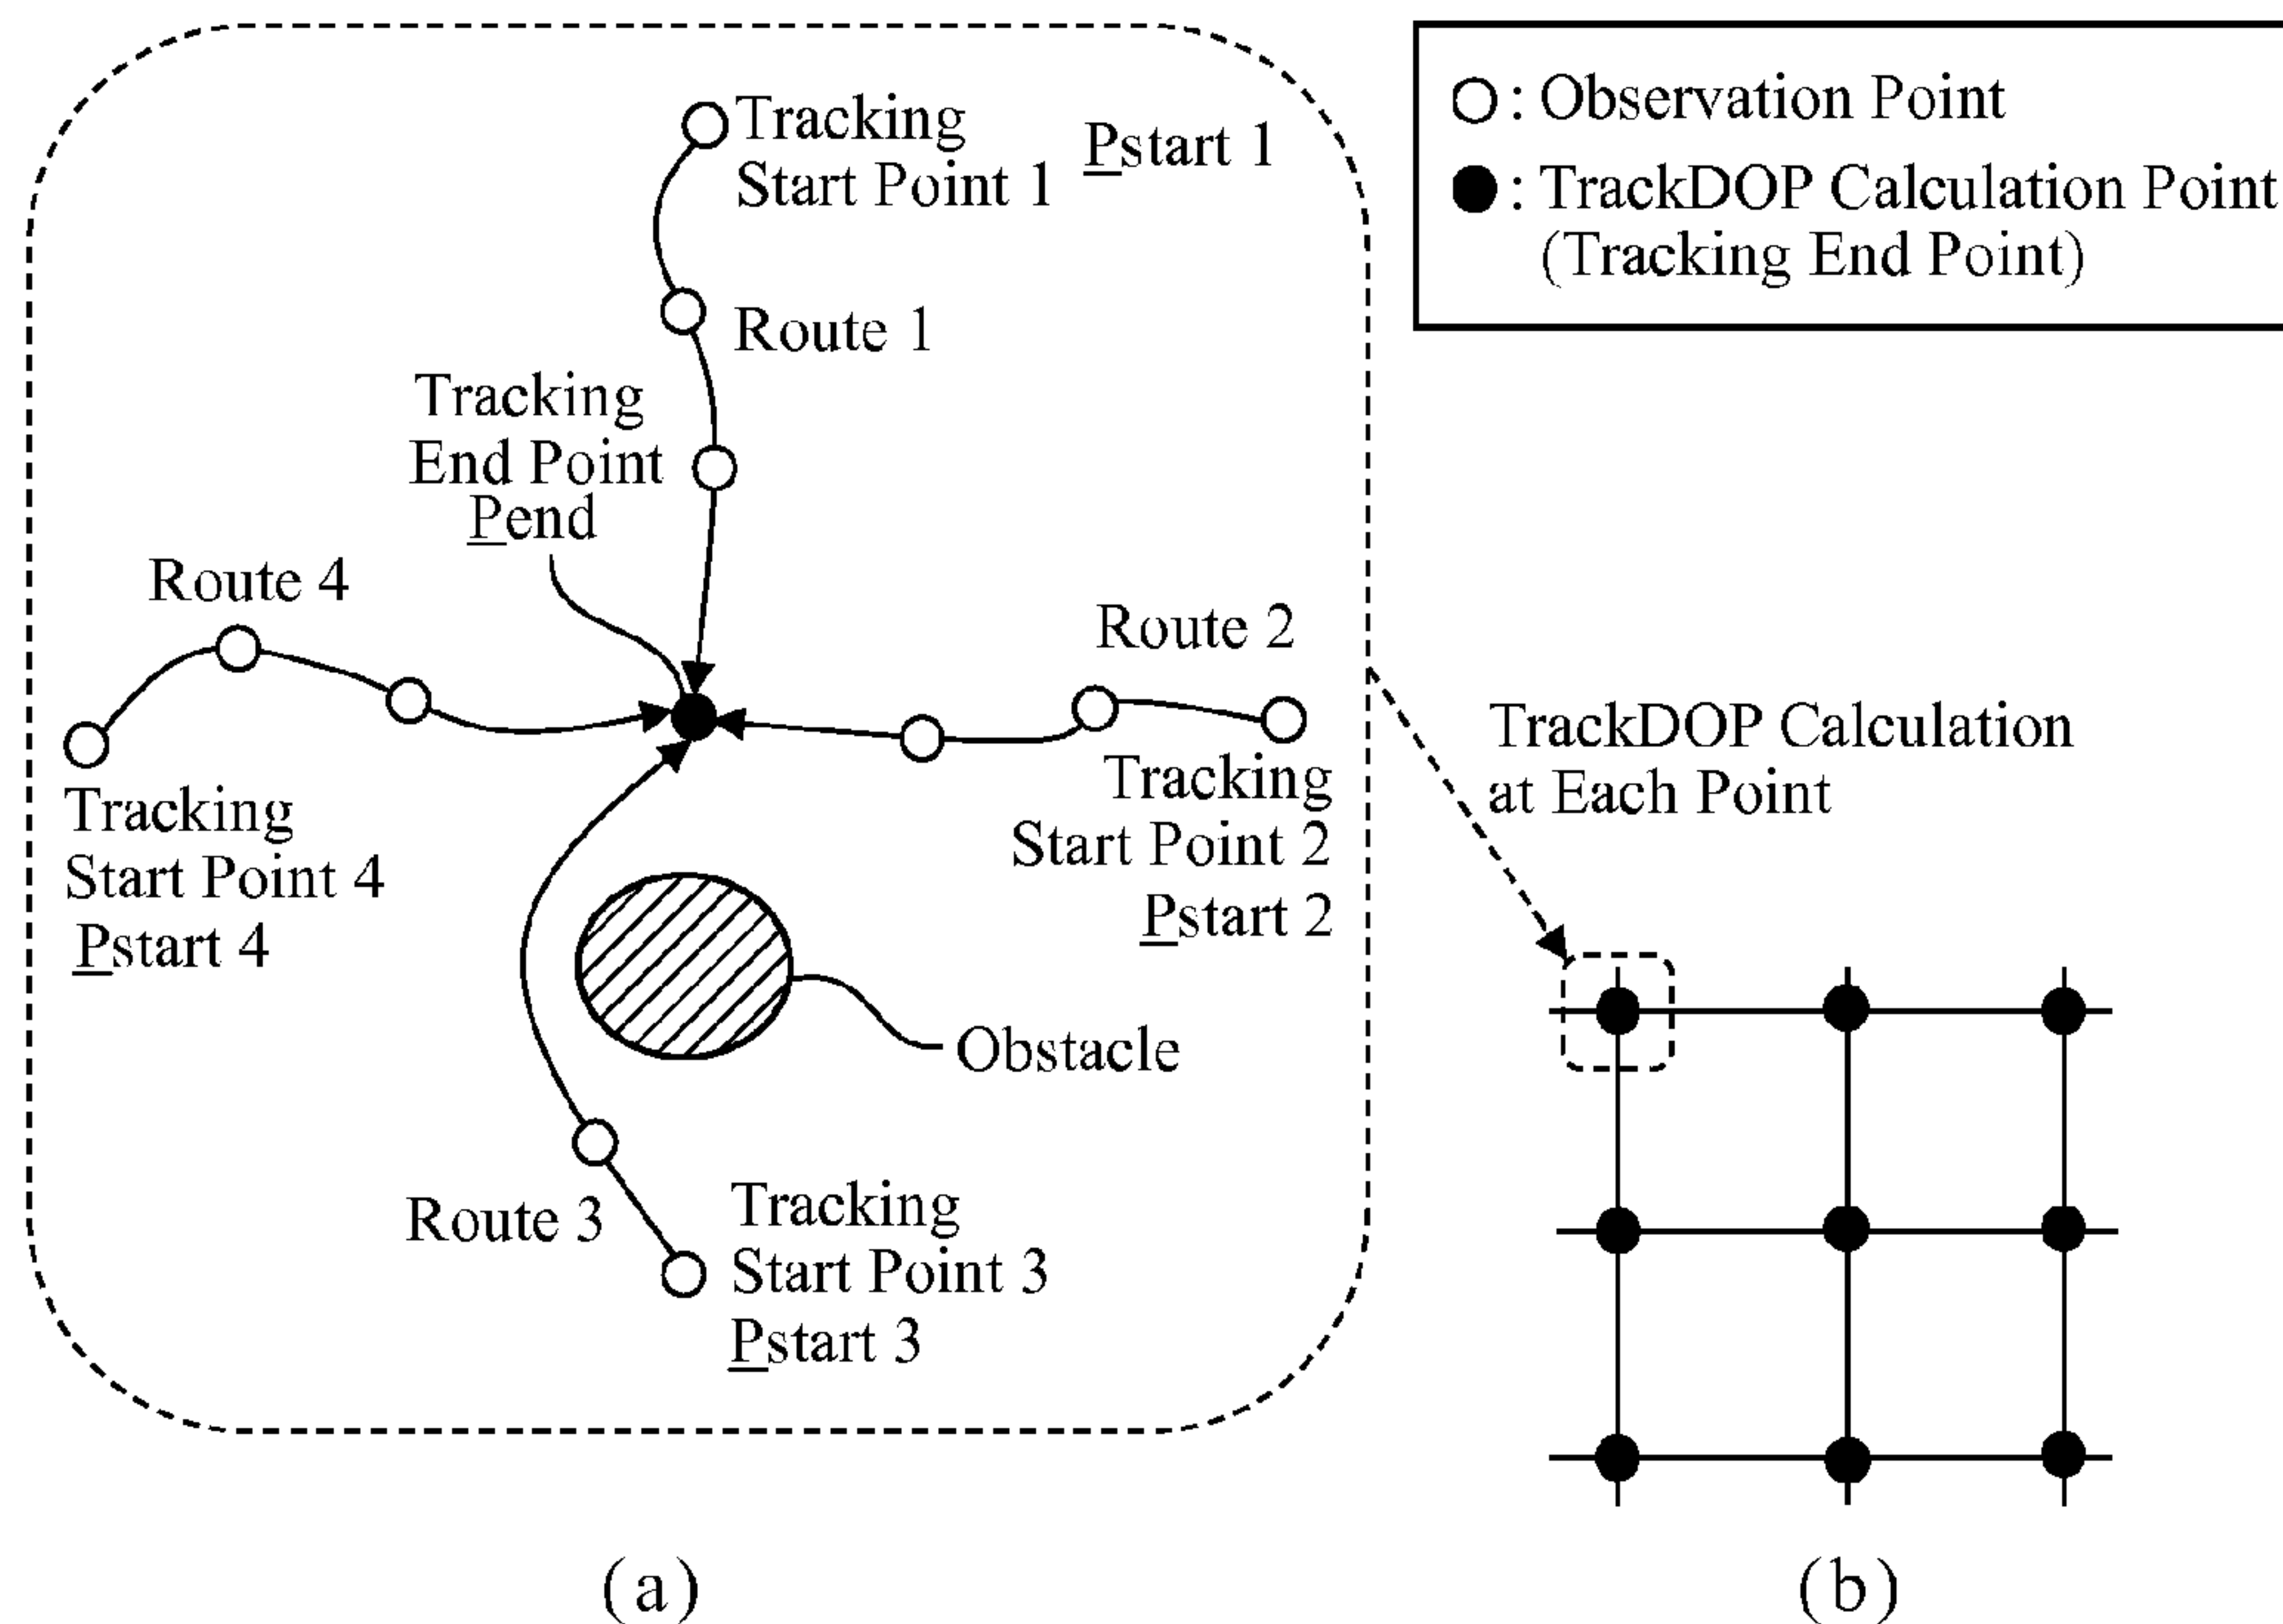 Tracking
Start Point 1
Pstart 1
Route 1
Tracking
End Point
Pend
Route 4
Route 2
Tracking
Start Point 4
Pstart 4
Tracking
Start Point 2
Pstart 2
Obstacle
Route 3
Tracking
Start Point 3
Pstart 3
(a)
: Observation Point
: TrackDOP Calculation Point
(Tracking End Point)
TrackDOP Calculation
at Each Point
(b)